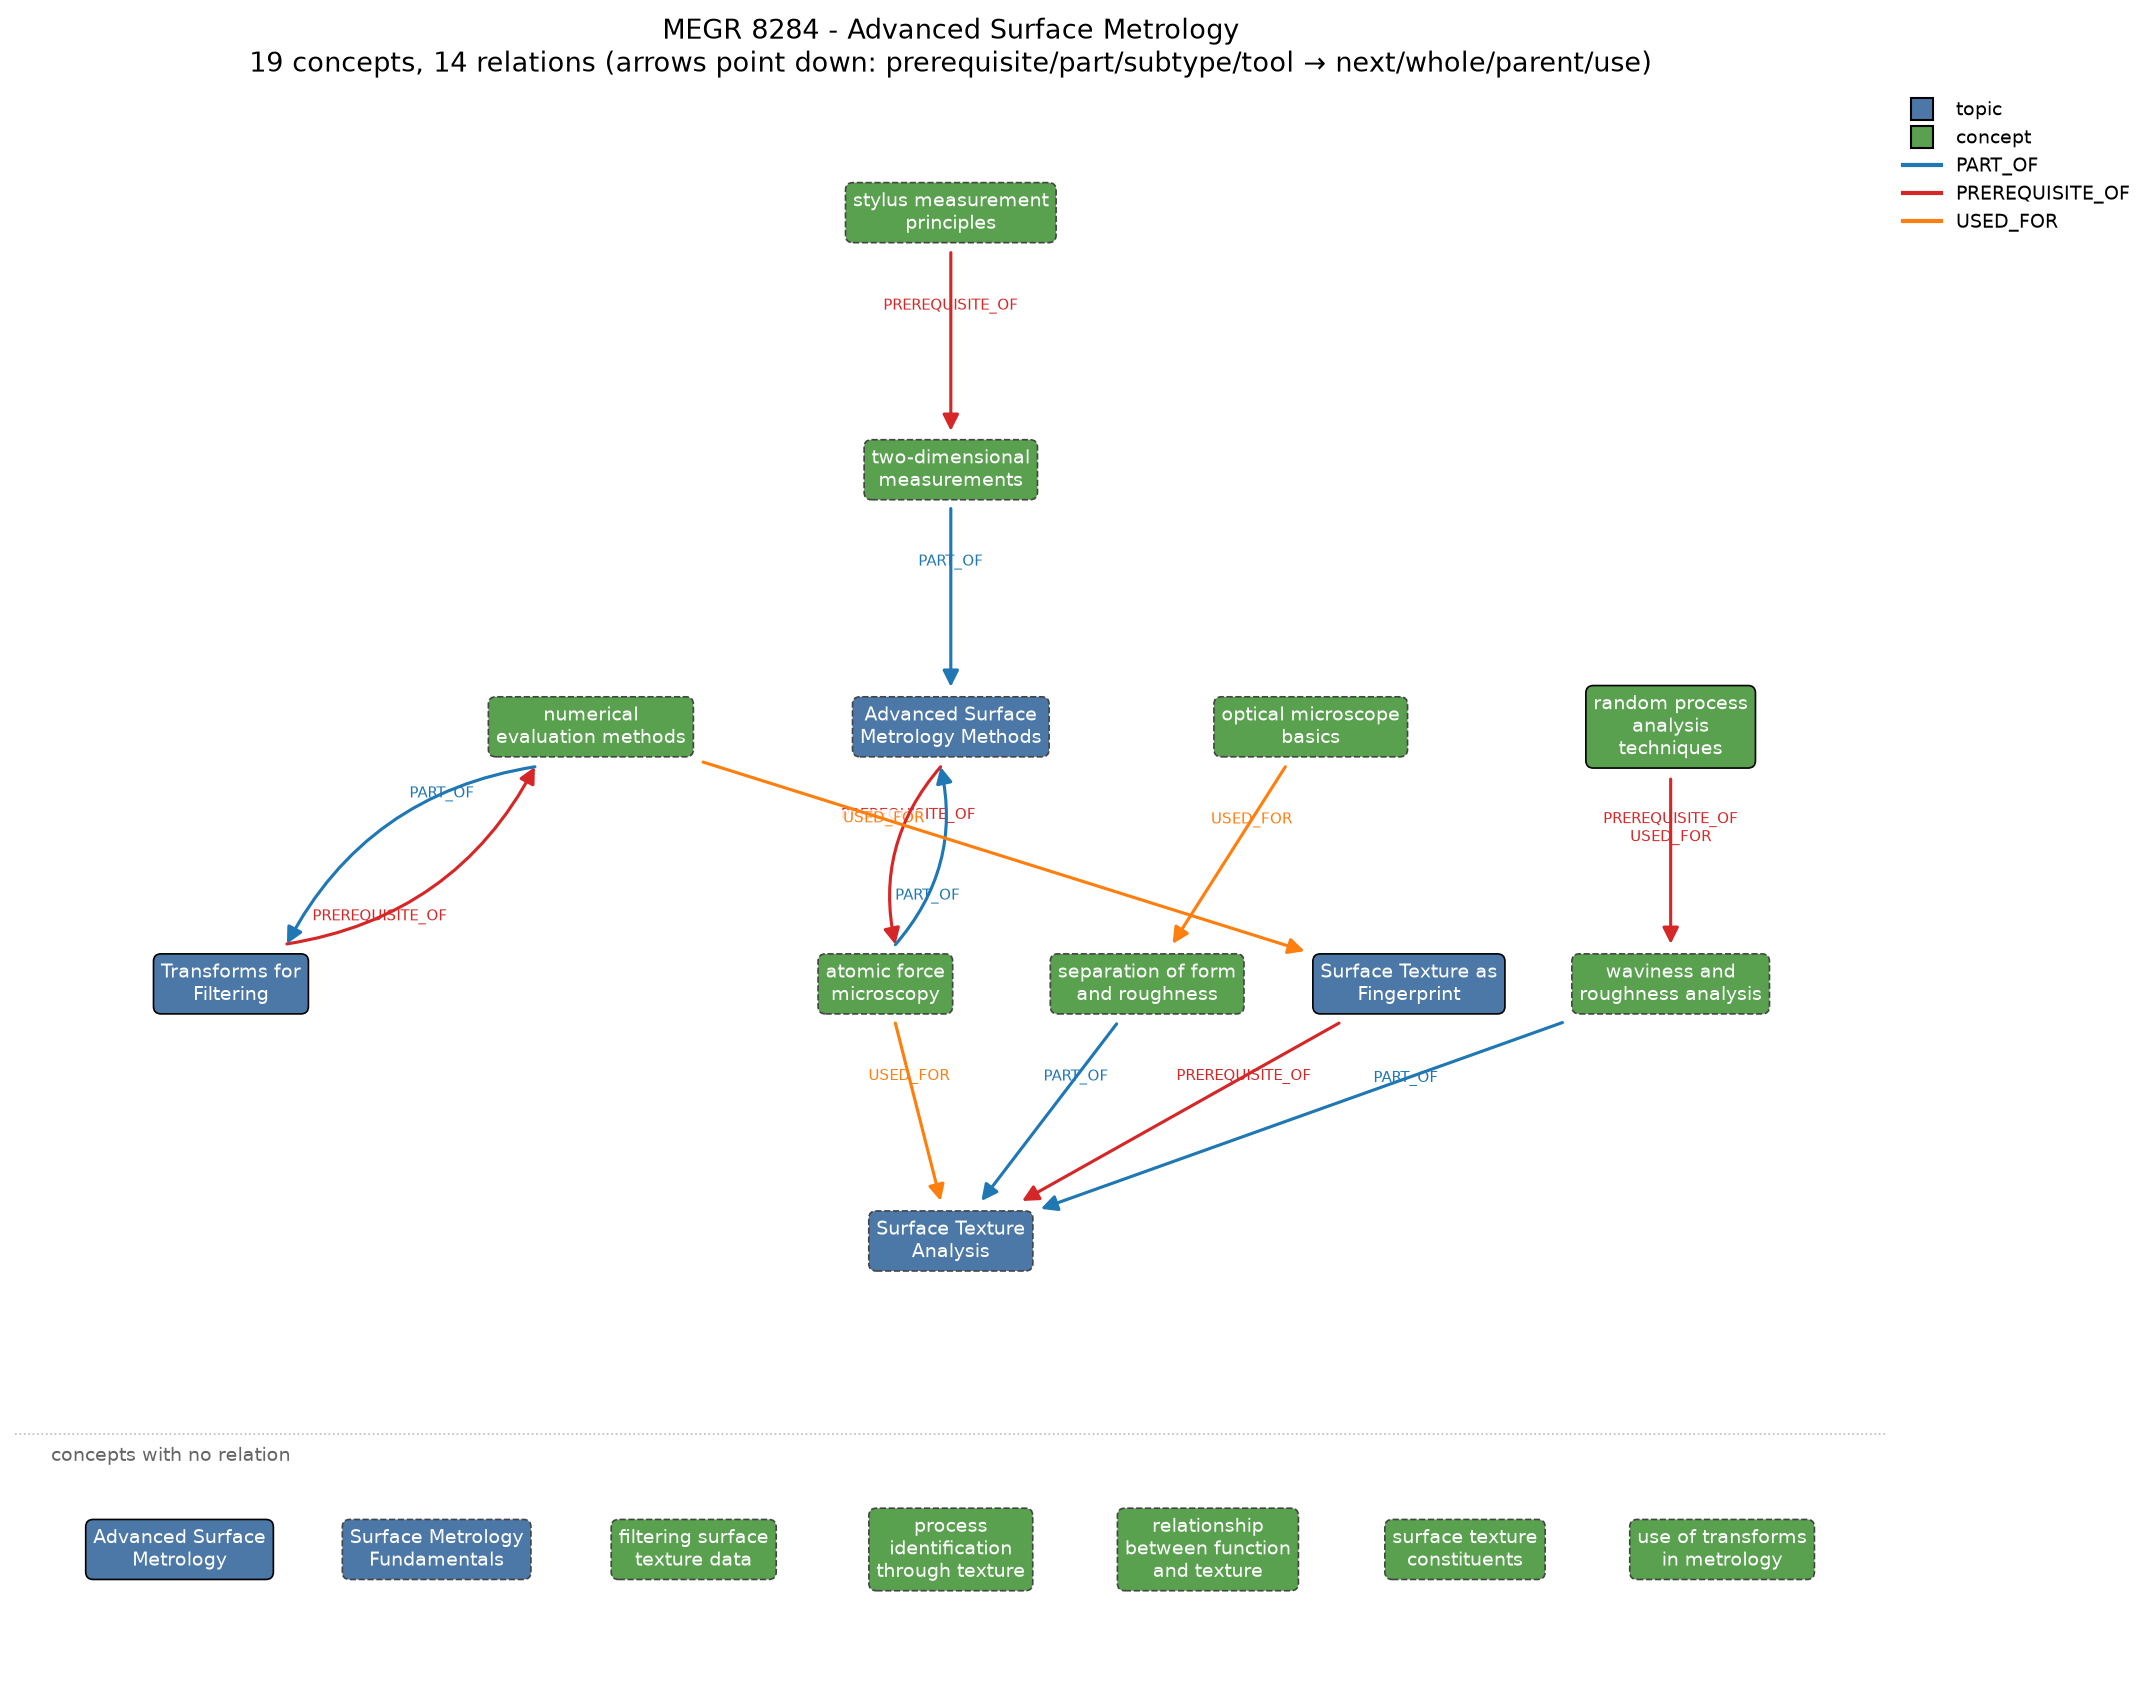 MEGR 8284 - Advanced Surface Metrology
19 concepts, 14 relations (arrows point down: prerequisite/part/subtype/tool → next/whole/parent/use)
topic
concept
PART_OF
PREREQUISITE_OF
USED_FOR
stylus measurement
principles
PREREQUISITE_OF
two-dimensional
measurements
PART_OF
numerical
evaluation methods
Advanced Surface
Metrology Methods
optical microscope
basics
random process
analysis
techniques
PART_OF
PREREQUISITE_OF
USED_FOR
USED_FOR
PREREQUISITE_OF
USED_FOR
PART_OF
PREREQUISITE_OF
Transforms for
Filtering
atomic force
microscopy
separation of form
and roughness
Surface Texture as
Fingerprint
waviness and
roughness analysis
USED_FOR
PART_OF
PREREQUISITE_OF
PART_OF
Surface Texture
Analysis
concepts with no relation
Advanced Surface
Metrology
Surface Metrology
Fundamentals
filtering surface
texture data
process
identification
through texture
relationship
between function
and texture
surface texture
constituents
use of transforms
in metrology